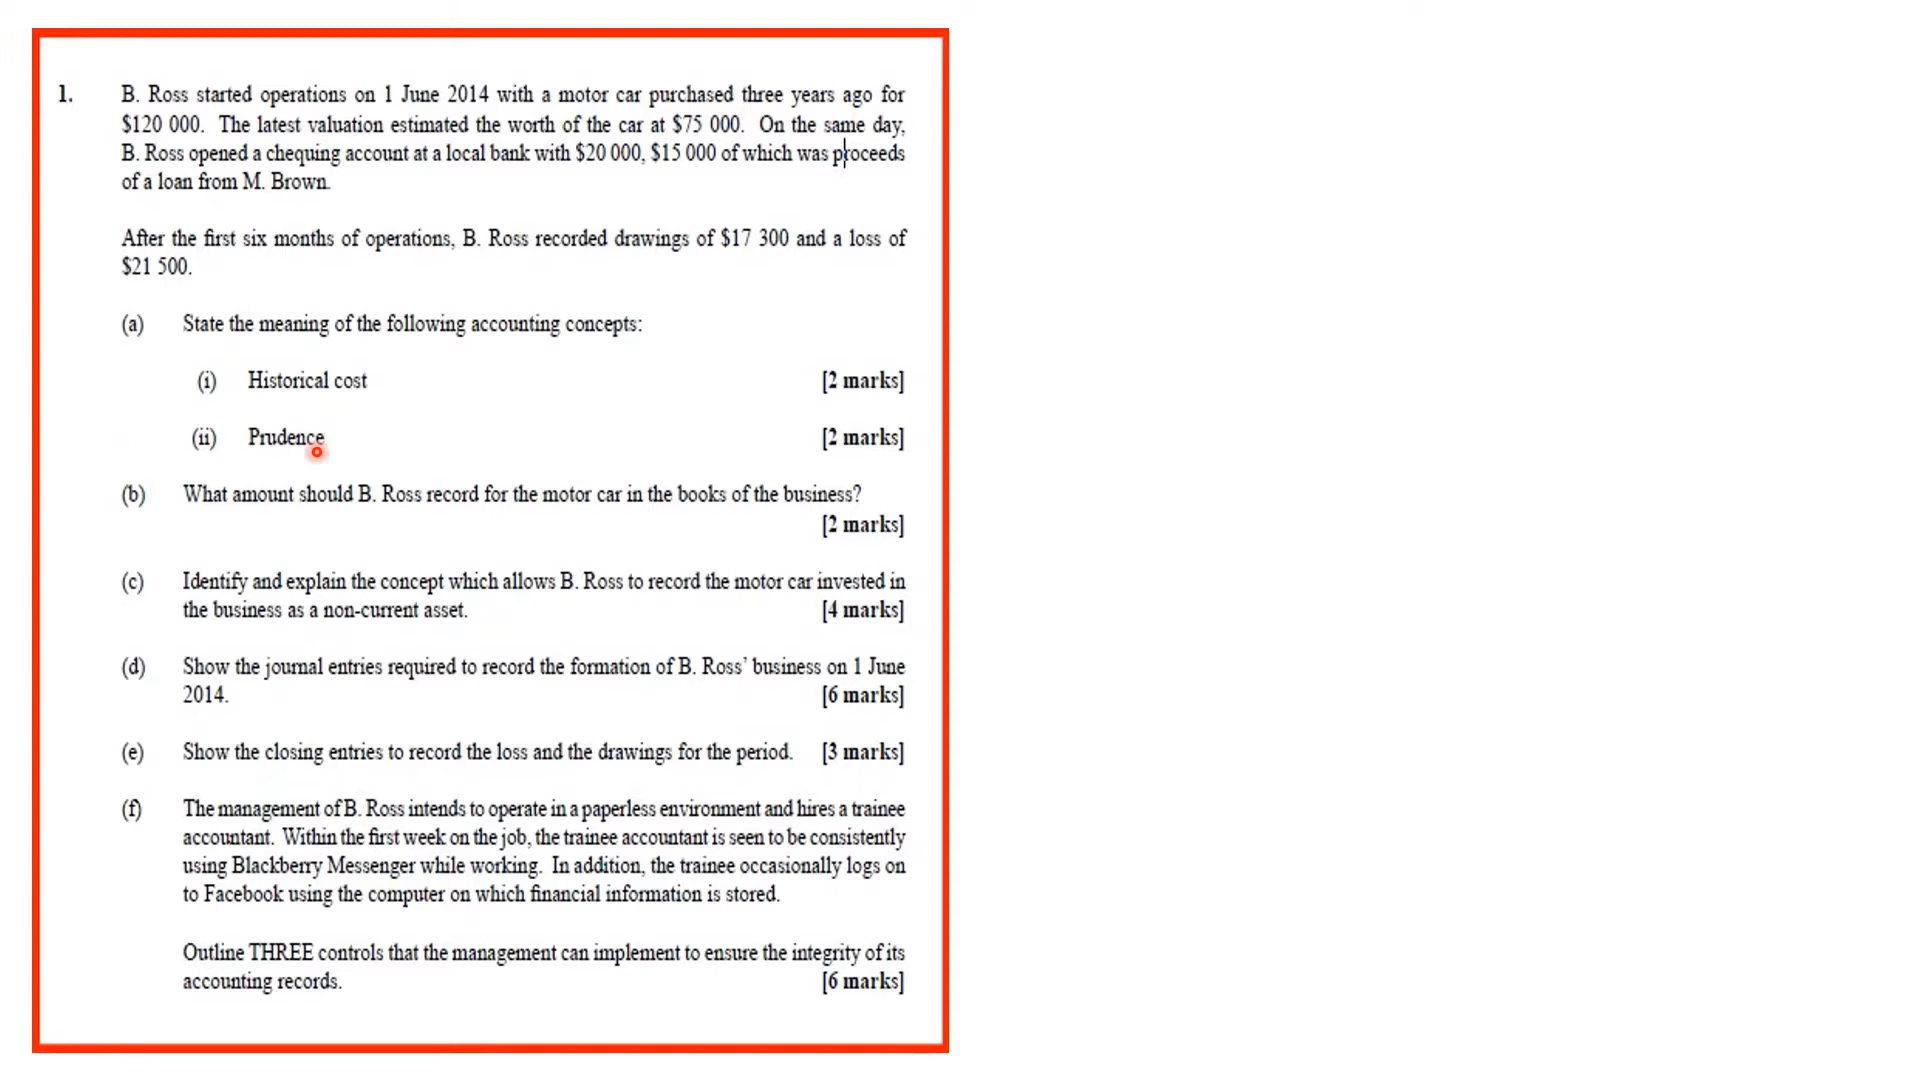 1. B. Ross started operations on 1 June 2014 with a motor car purchased three years ago for
$120 000. The latest valuation estimated the worth of the car at $75 000. On the same day,
B. Ross opened a chequing account at a local bank with $20 000, $15 000 of which was proceeds
of a loan from M. Brown.
After the first six months of operations, B. Ross recorded drawings of $17 300 and a loss of
$21 500.
(a) State the meaning of the following accounting concepts:
(i) Historical cost [2 marks]
(ii) Prudence [2 marks]
(b) What amount should B. Ross record for the motor car in the books of the business?
[2 marks]
(c) Identify and explain the concept which allows B. Ross to record the motor car invested in
the business as a non-current asset. [4 marks]
(d) Show the journal entries required to record the formation of B. Ross' business on 1 June
2014. [6 marks]
(e) Show the closing entries to record the loss and the drawings for the period. [3 marks]
(f) The management of B. Ross intends to operate in a paperless environment and hires a trainee
accountant. Within the first week on the job, the trainee accountant is seen to be consistently
using Blackberry Messenger while working. In addition, the trainee occasionally logs on
to Facebook using the computer on which financial information is stored.
Outline THREE controls that the management can implement to ensure the integrity of its
accounting records. [6 marks]